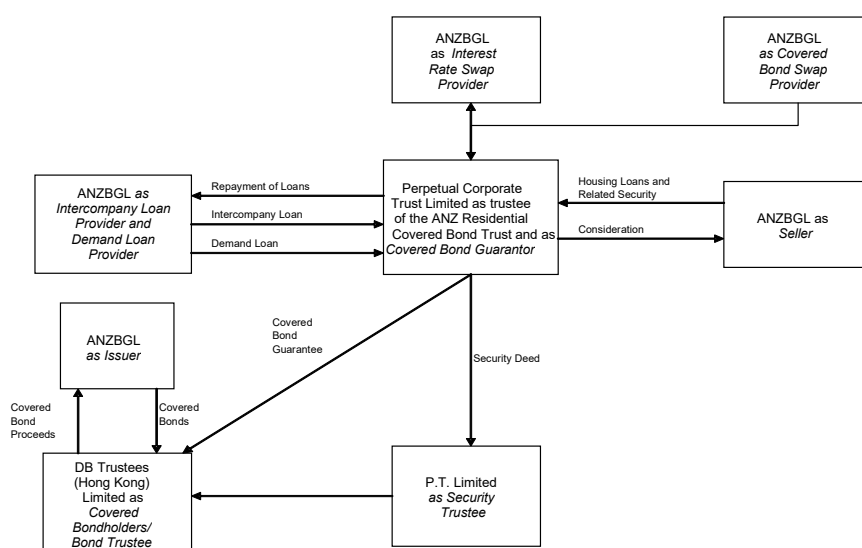 ANZBGL
as Interest
Rate Swap
Provider
ANZBGL
as Covered
Bond Swap
Provider
ANZBGL as
Intercompany Loan
Provider and
Demand Loan
Provider
Repayment of Loans
Intercompany Loan
Demand Loan
Perpetual Corporate
Trust Limited as trustee
of the ANZ Residential
Covered Bond Trust and as
Covered Bond Guarantor
Housing Loans and
Related Security
Consideration
ANZBGL as
Seller
ANZBGL
as Issuer
Covered
Bond
Guarantee
Security Deed
Covered
Bond
Proceeds
Covered
Bonds
DB Trustees
(Hong Kong)
Limited as
Covered
Bondholders/
Bond Trustee
P.T. Limited
as Security
Trustee